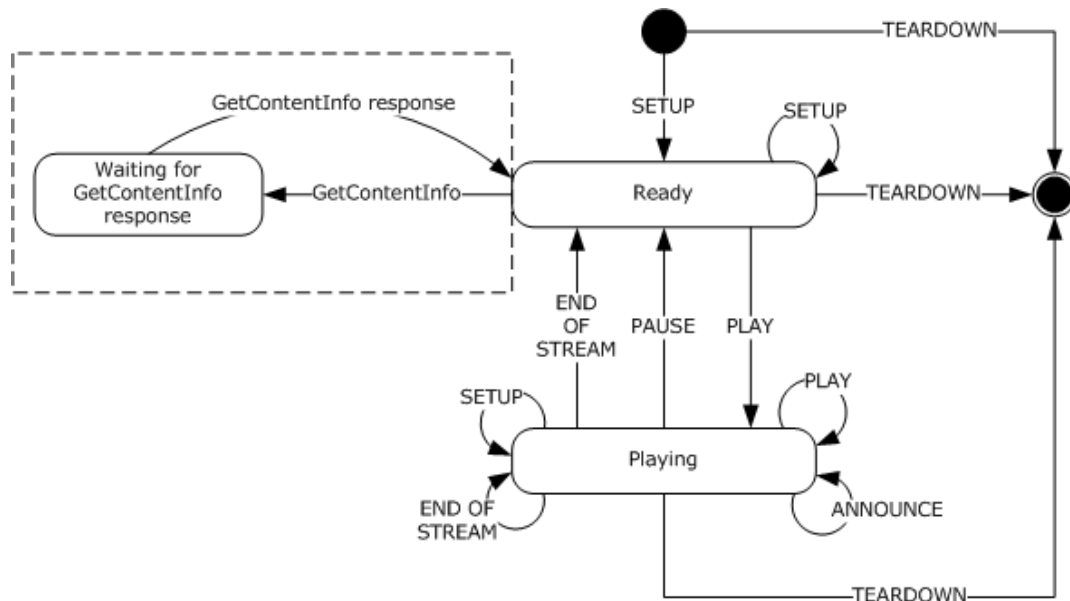 TEARDOWN
SETUP
SETUP
GetContentInfo response
Waiting for
GetContentInfo
response
GetContentInfo
Ready
TEARDOWN
END
OF
STREAM
PAUSE
PLAY
SETUP
PLAY
Playing
END OF
STREAM
ANNOUNCE
TEARDOWN